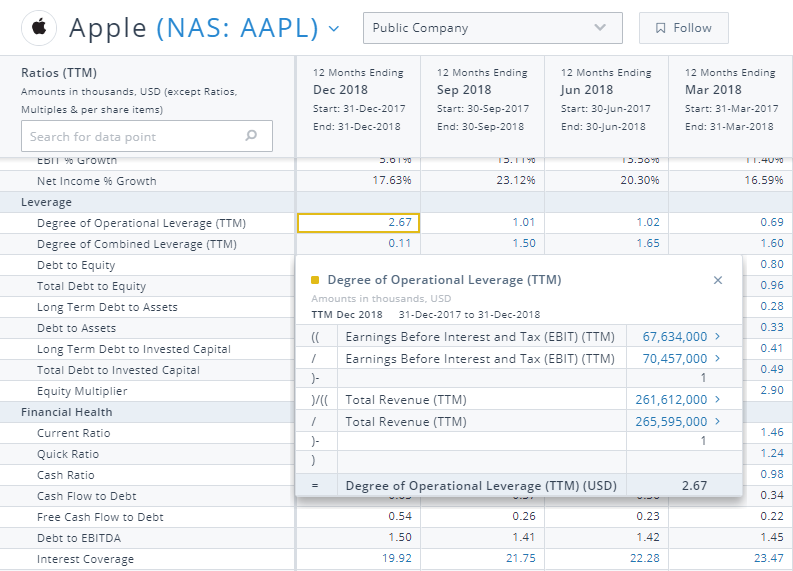 Apple (NAS: AAPL)
Public Company
Follow
Ratios (TTM)
Amounts in thousands, USD (except Ratios,
Multiples & per share items)
Search for data point
12 Months Ending 12 Months Ending 12 Months Ending 12 Months Ending
Dec 2018 Sep 2018 Jun 2018 Mar 2018
Start: 31-Dec-2017 Start: 30-Sep-2017 Start: 30-Jun-2017 Start: 31-Mar-2017
End: 31-Dec-2018 End: 30-Sep-2018 End: 30-Jun-2018 End: 31-Mar-2018
EBIT % Growth 5.61% 15.11% 13.58% 11.40%
Net Income % Growth 17.63% 23.12% 20.30% 16.59%
Leverage
Degree of Operational Leverage (TTM) 2.67 1.01 1.02 0.69
Degree of Combined Leverage (TTM) 0.11 1.50 1.65 1.60
Debt to Equity 0.80
Total Debt to Equity 0.96
Long Term Debt to Assets 0.28
Debt to Assets 0.33
Long Term Debt to Invested Capital 0.41
Total Debt to Invested Capital 0.49
Equity Multiplier 2.90
Financial Health
Current Ratio 1.46
Quick Ratio 1.24
Cash Ratio 0.98
Cash Flow to Debt 0.34
Free Cash Flow to Debt 0.54 0.26 0.23 0.22
Debt to EBITDA 1.50 1.41 1.42 1.45
Interest Coverage 19.92 21.75 22.28 23.47
Degree of Operational Leverage (TTM)
Amounts in thousands, USD
TTM Dec 2018 31-Dec-2017 to 31-Dec-2018
(( Earnings Before Interest and Tax (EBIT) (TTM) 67,634,000 >
/ Earnings Before Interest and Tax (EBIT) (TTM) 70,457,000 >
)- 1
)/(( Total Revenue (TTM) 261,612,000 >
/ Total Revenue (TTM) 265,595,000 >
)- 1
)
= Degree of Operational Leverage (TTM) (USD) 2.67